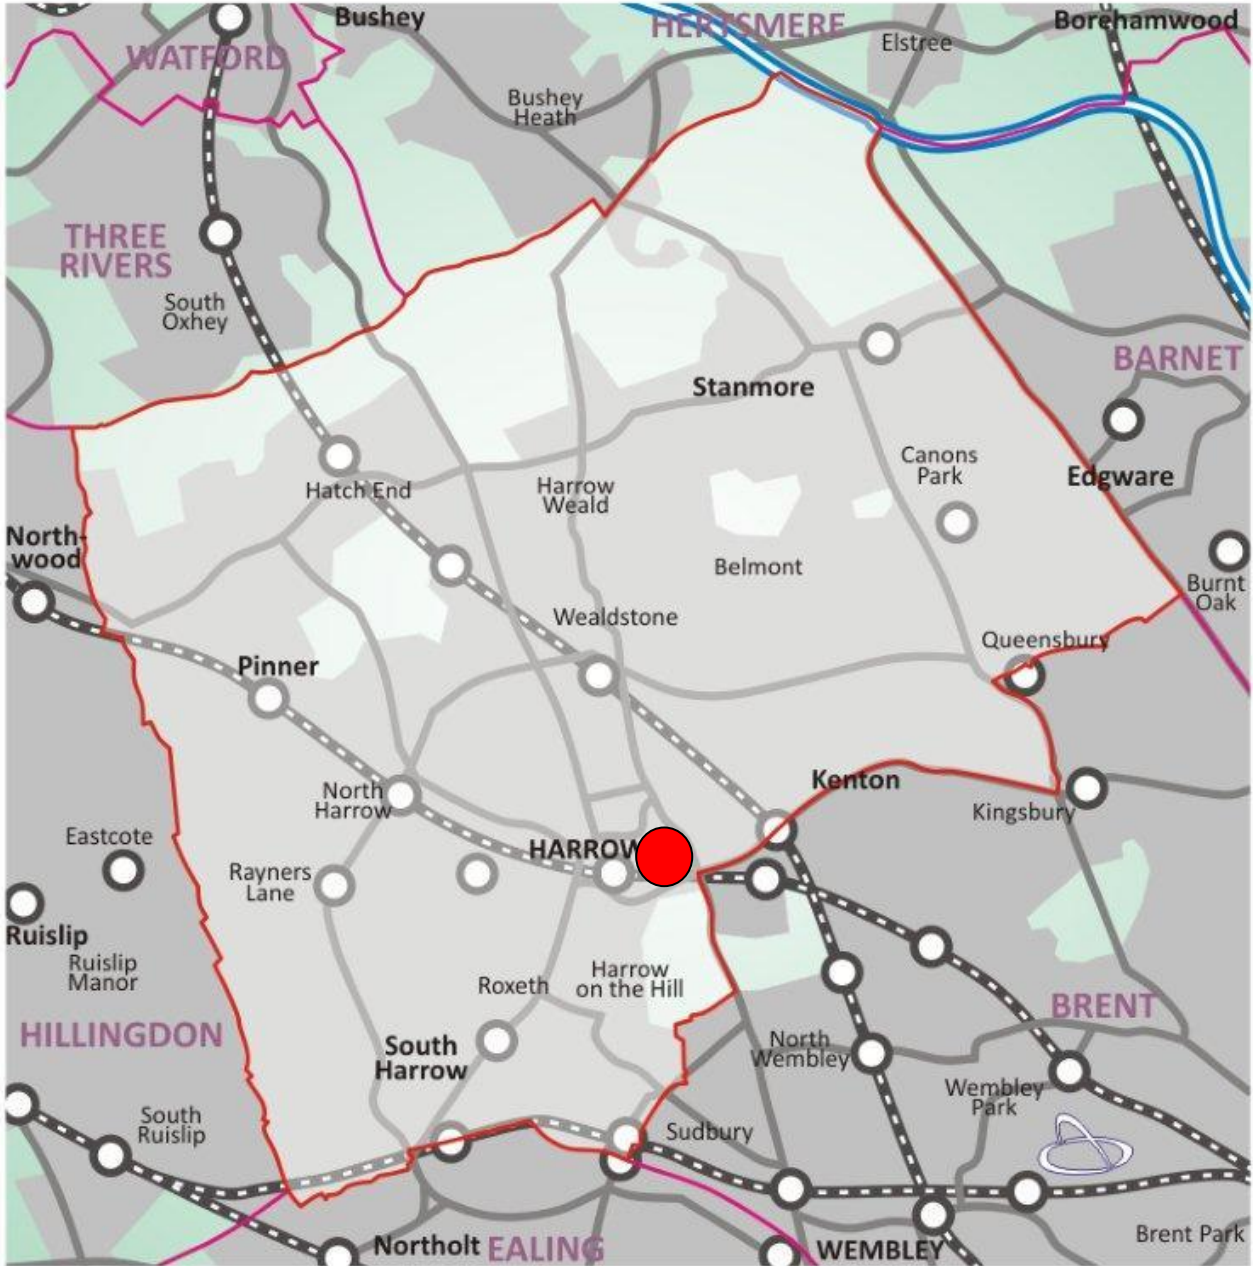 Bushey
HERTSMERE
Borehamwood
Elstree
WATFORD
Bushey
Heath
THREE
RIVERS
South
Oxhey
BARNET
Stanmore
Canons
Park
Edgware
Hatch End
Harrow
Weald
North-
wood
Belmont
Burnt
Oak
Wealdstone
Queensbury
Pinner
Kenton
North
Harrow
Kingsbury
Eastcote
HARROW
Rayners
Lane
Ruislip
Ruislip
Manor
Roxeth
Harrow
on the Hill
HILLINGDON
BRENT
South
Harrow
North
Wembley
Wembley
Park
South
Ruislip
Sudbury
Northolt
EALING
WEMBLEY
Brent Park